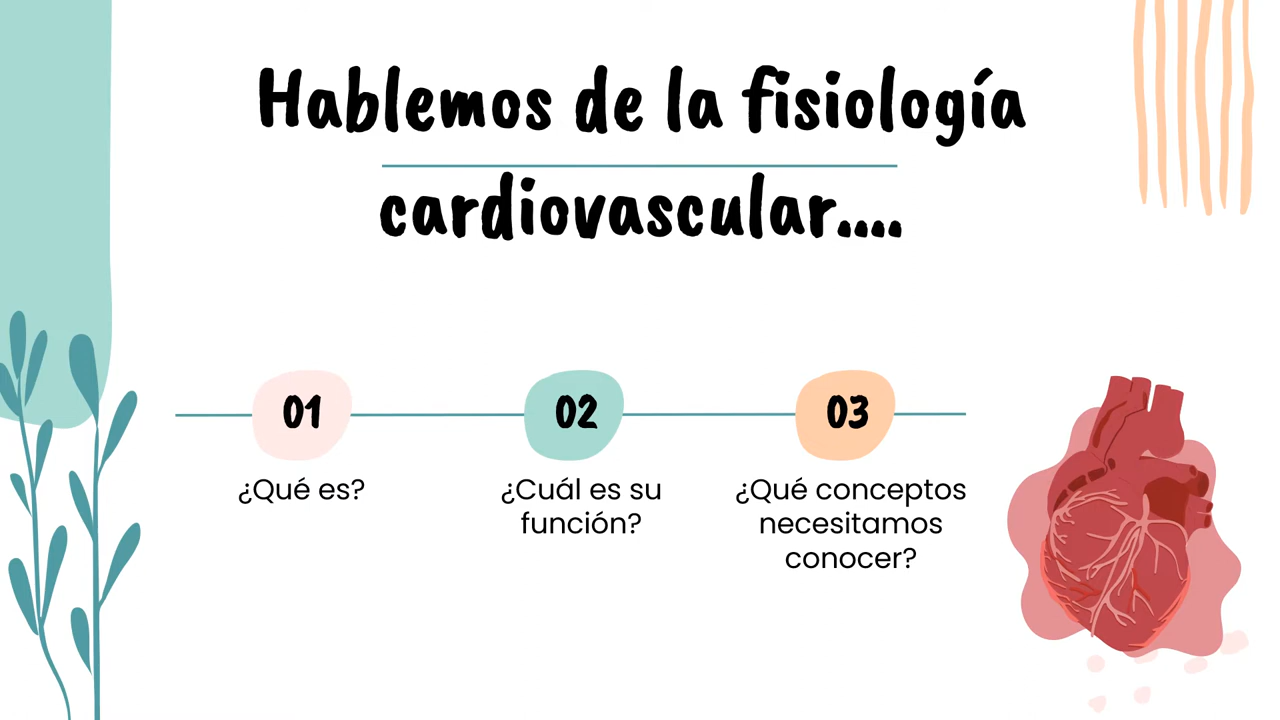 Hablemos de la fisiología
cardiovascular....
01
02
03
¿Qué es?
¿Cuál es su
función?
¿Qué conceptos
necesitamos
conocer?